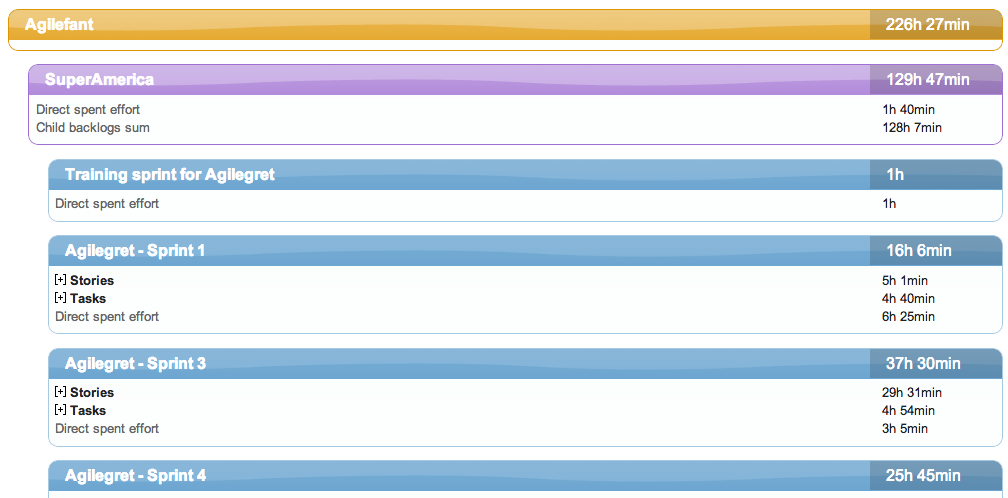 Agilefant 226h 27min
SuperAmerica 129h 47min
Direct spent effort 1h 40min
Child backlogs sum 128h 7min
Training sprint for Agilegret 1h
Direct spent effort 1h
Agilegret - Sprint 1 16h 6min
[+] Stories 5h 1min
[+] Tasks 4h 40min
Direct spent effort 6h 25min
Agilegret - Sprint 3 37h 30min
[+] Stories 29h 31min
[+] Tasks 4h 54min
Direct spent effort 3h 5min
Agilegret - Sprint 4 25h 45min